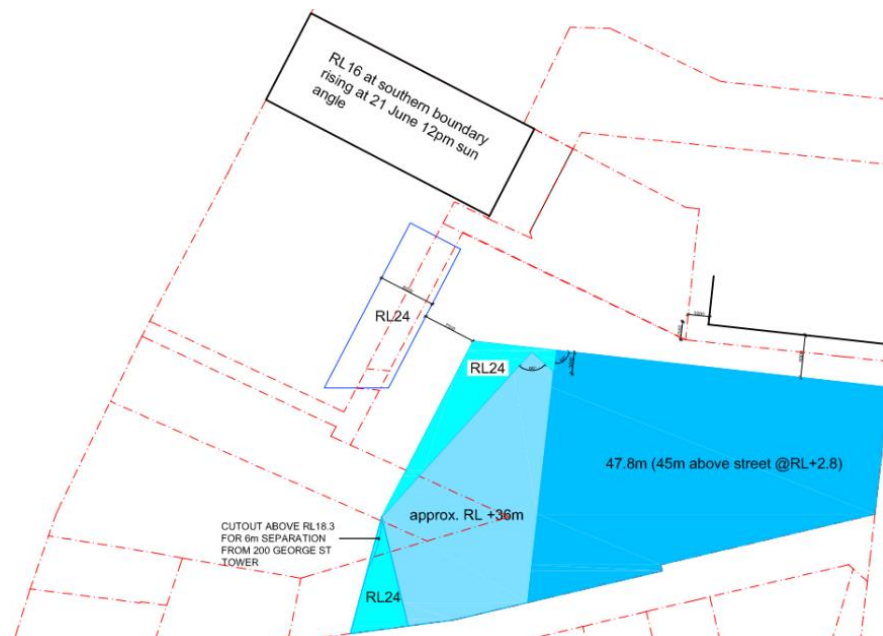 RL16 at southern boundary
rising at 21 June 12pm sun
angle
RL24
RL24
47.8m (45m above street @RL+2.8)
approx. RL +36m
CUTOUT ABOVE RL18.3
FOR 6m SEPARATION
FROM 200 GEORGE ST
TOWER
RL24